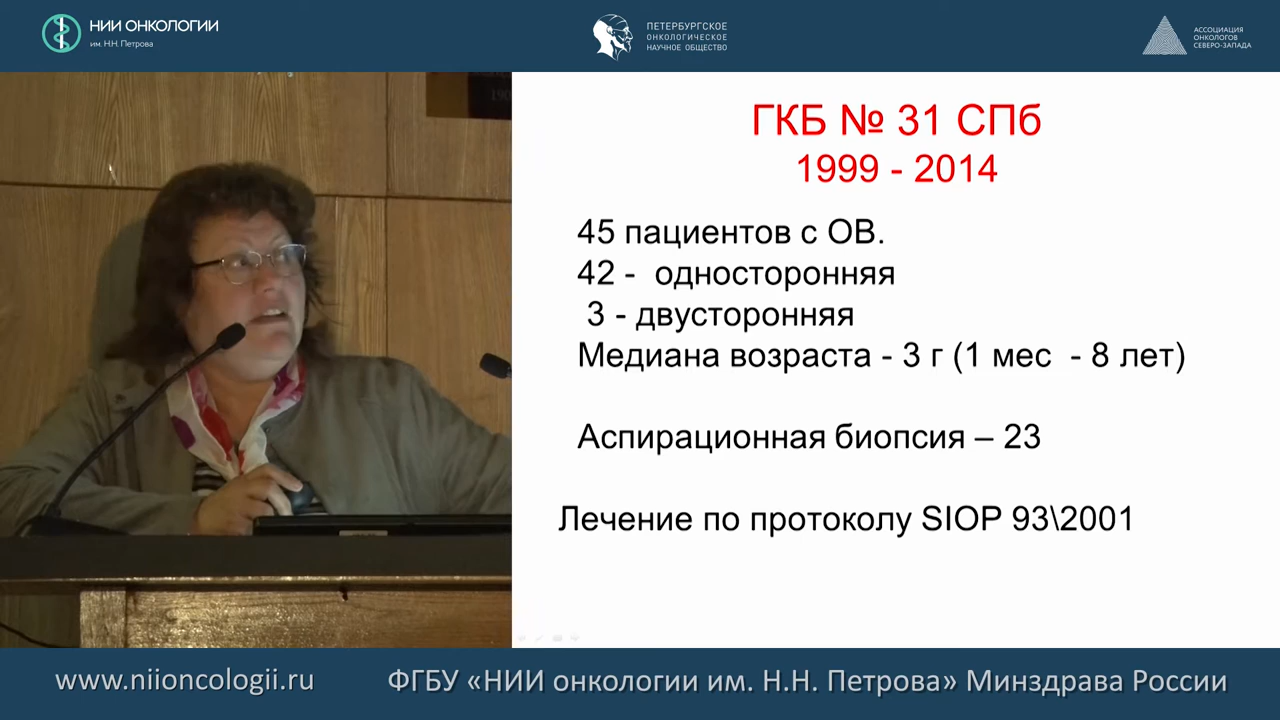 НИИ ОНКОЛОГИИ
им. Н.Н. Петрова
ПЕТЕРБУРГСКОЕ
ОНКОЛОГИЧЕСКОЕ
НАУЧНОЕ ОБЩЕСТВО
АССОЦИАЦИЯ
ОНКОЛОГОВ
СЕВЕРО-ЗАПАДА
ГКБ № 31 СПб
1999 - 2014
45 пациентов с ОВ.
42 - односторонняя
3 - двусторонняя
Медиана возраста - 3 г (1 мес - 8 лет)
Аспирационная биопсия – 23
Лечение по протоколу SIOP 93\2001
www.niioncologii.ru
ФГБУ «НИИ онкологии им. Н.Н. Петрова» Минздрава России